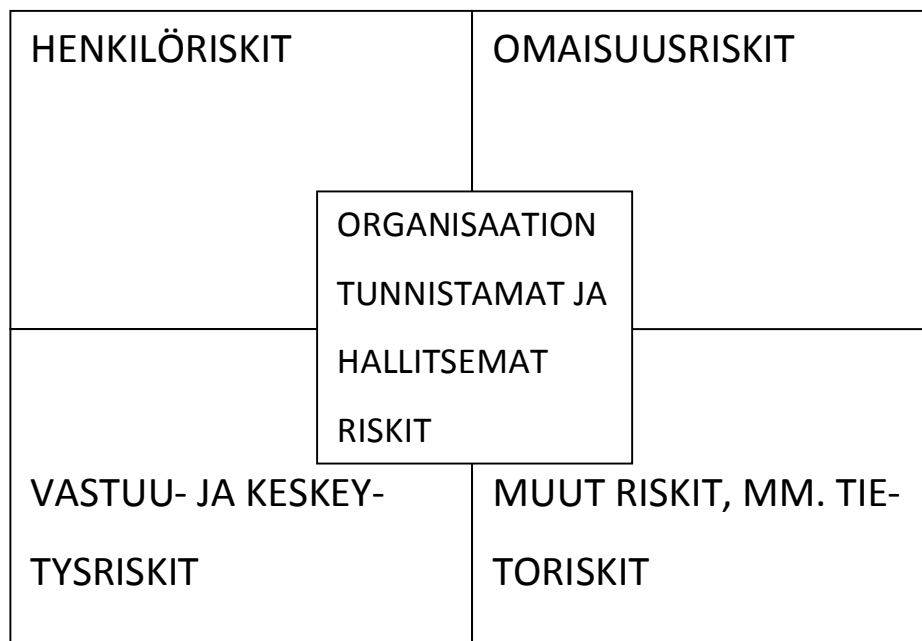 HENKILÖRISKIT
OMAISUUSRISKIT
ORGANISAATION
TUNNISTAMAT JA
HALLITSEMAT
RISKIT
VASTUU- JA KESKEY-
TYSRISKIT
MUUT RISKIT, MM. TIE-
TORISKIT